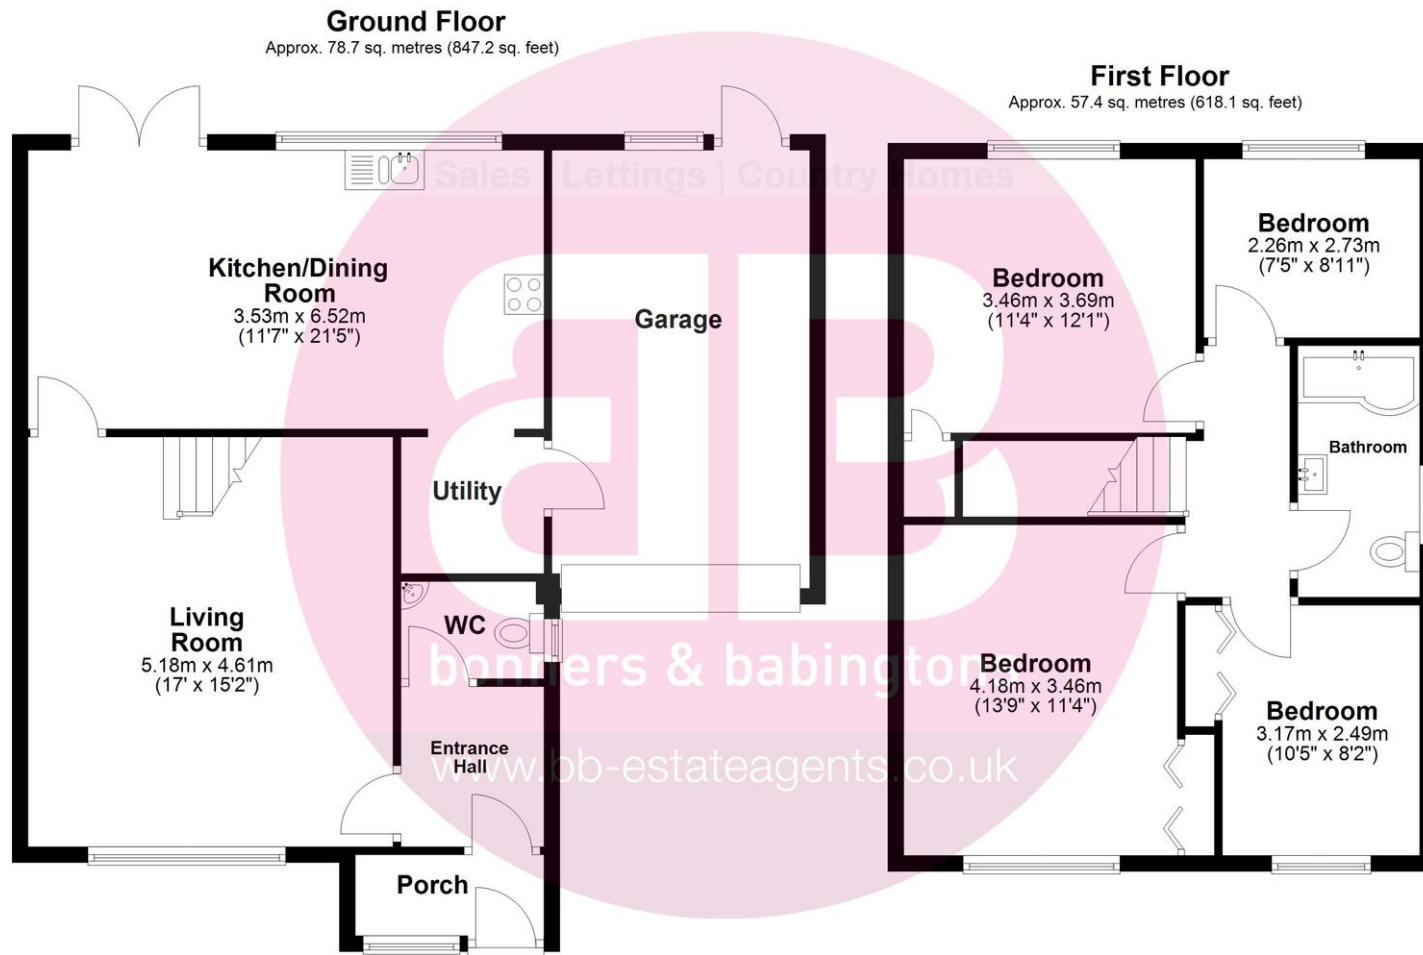 Ground Floor
Approx. 78.7 sq. metres (847.2 sq. feet)
Sales | Lettings | Country Homes
Kitchen/Dining
Room
3.53m x 6.52m
(11'7" x 21'5")
Garage
Utility
Living
Room
5.18m x 4.61m
(17' x 15'2")
WC
Entrance
Hall
Porch
First Floor
Approx. 57.4 sq. metres (618.1 sq. feet)
Bedroom
3.46m x 3.69m
(11'4" x 12'1")
Bedroom
2.26m x 2.73m
(7'5" x 8'11")
Bathroom
Bedroom
4.18m x 3.46m
(13'9" x 11'4")
Bedroom
3.17m x 2.49m
(10'5" x 8'2")
BB
bonners & babingtons
www.bb-estateagents.co.uk